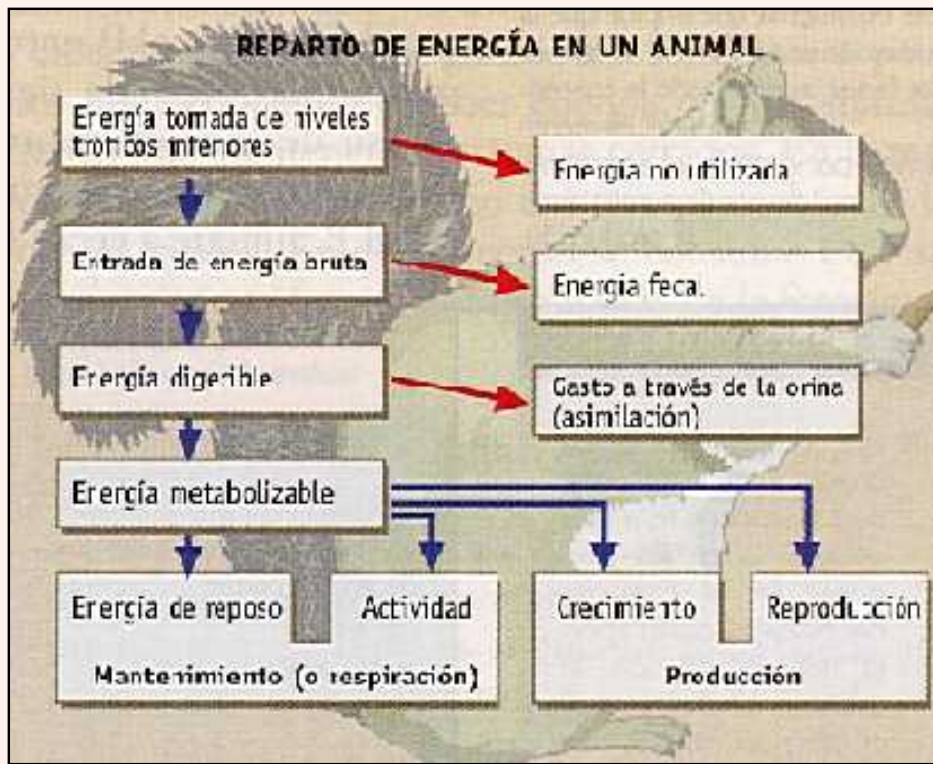 REPARTO DE ENERGÍA EN UN ANIMAL
Energía tomada de niveles
troficos inferiores
Energía no utilizada
Entrada de energía bruta
Energía fecal
Energía digerible
Gasto a través de la orina
(asimilación)
Energía metabolizable
Energía de reposo
Actividad
Crecimiento
Reproducción
Mantenimiento (o respiración)
Producción